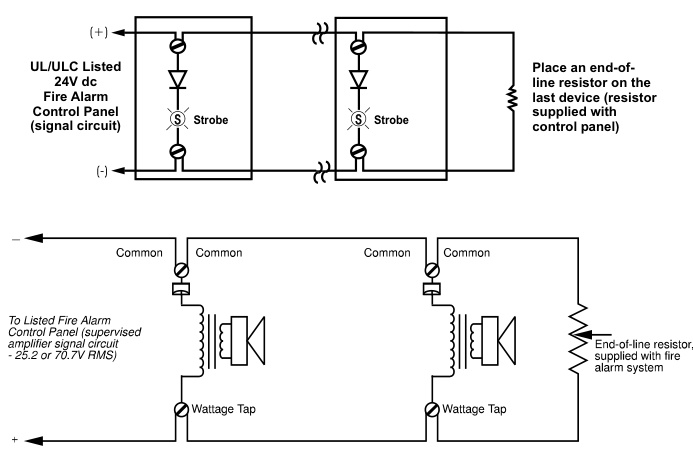 (+)
UL/ULC Listed
24V dc
Fire Alarm
Control Panel
(signal circuit)
S Strobe
S Strobe
Place an end-of-
line resistor on the
last device (resistor
supplied with
control panel)
(-)
–
Common Common
Common Common
To Listed Fire Alarm
Control Panel (supervised
amplifier signal circuit
- 25.2 or 70.7V RMS)
End-of-line resistor,
supplied with fire
alarm system
Wattage Tap
Wattage Tap
+